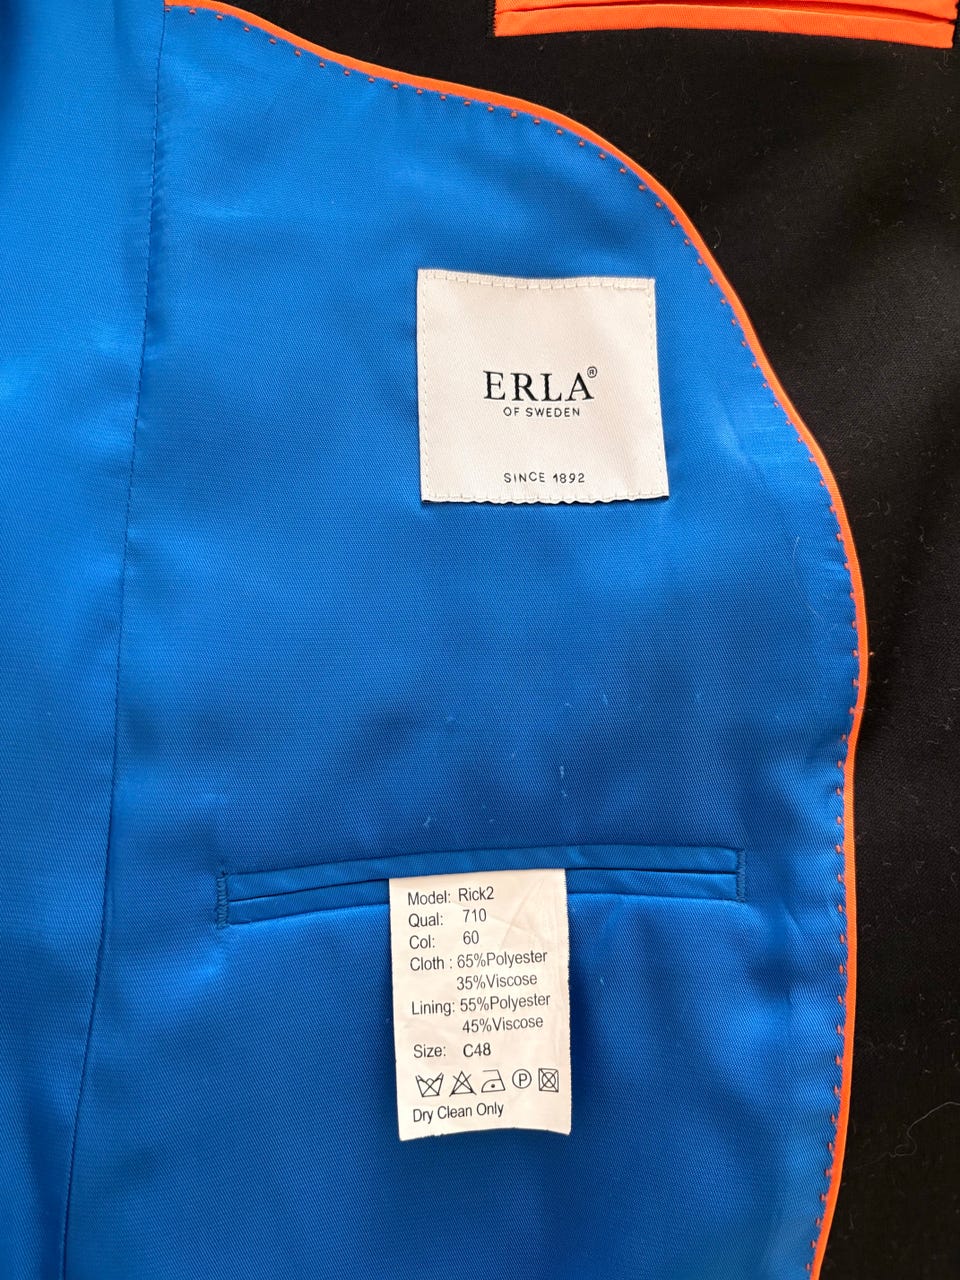 ERLA®
OF SWEDEN
SINCE 1892
Model: Rick2
Qual: 710
Col: 60
Cloth : 65%Polyester
35%Viscose
Lining: 55%Polyester
45%Viscose
Size: C48
P
Dry Clean Only